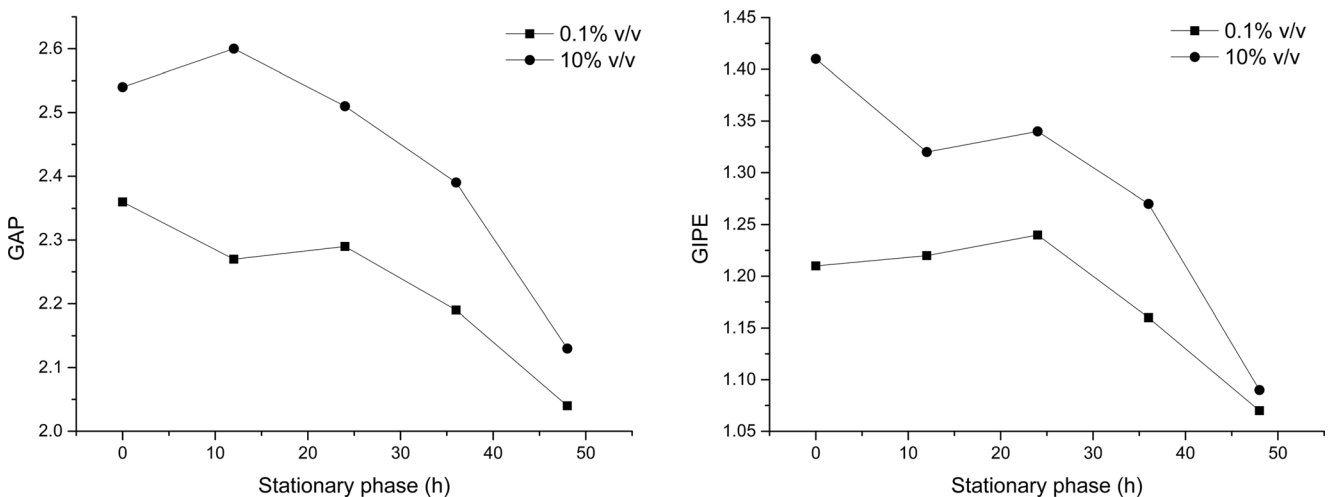 0.1% v/v
10% v/v
2.6
2.5
2.4
2.3
2.2
2.1
2.0
GAP
0 10 20 30 40 50
Stationary phase (h)
0.1% v/v
10% v/v
1.45
1.40
1.35
1.30
1.25
1.20
1.15
1.10
1.05
GIPE
0 10 20 30 40 50
Stationary phase (h)